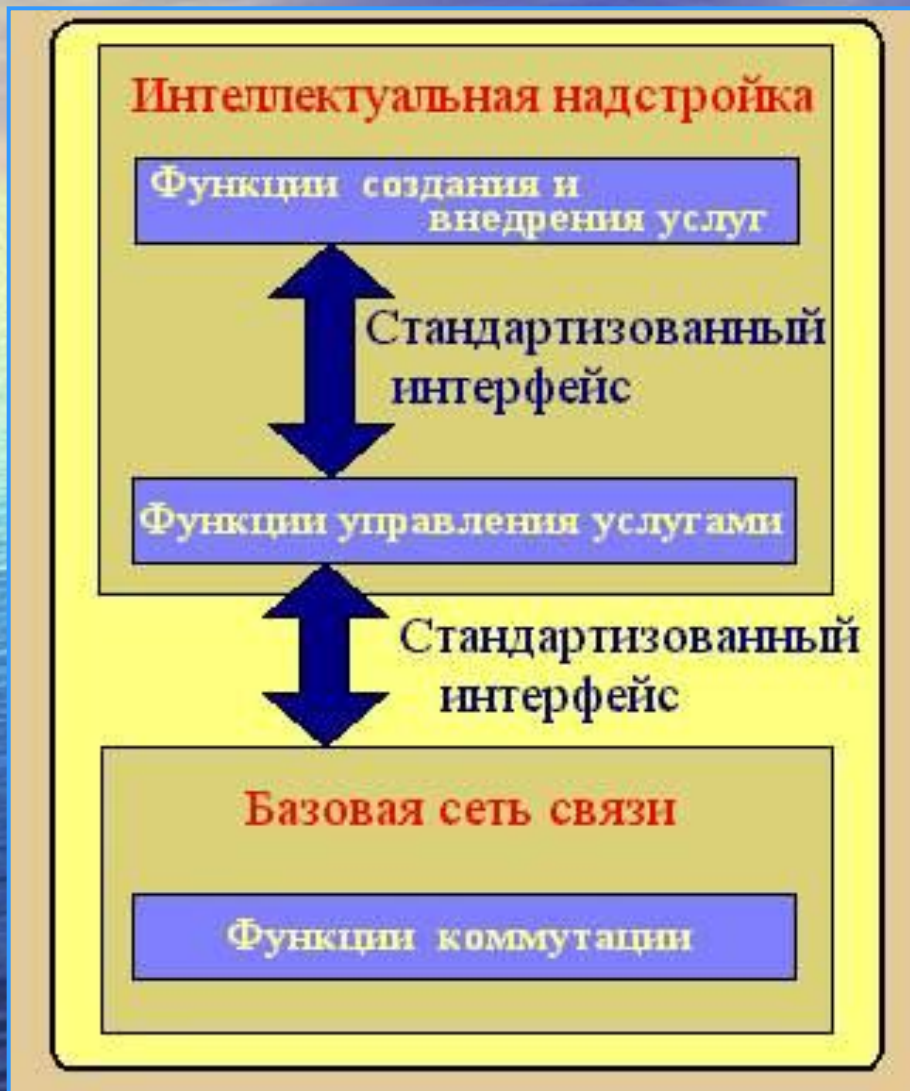 Интеллектуальная надстройка
Функции создания и
внедрения услуг
Стандартизованный
интерфейс
Функции управления услугами
Стандартизованный
интерфейс
Базовая сеть связи
Функции коммутации